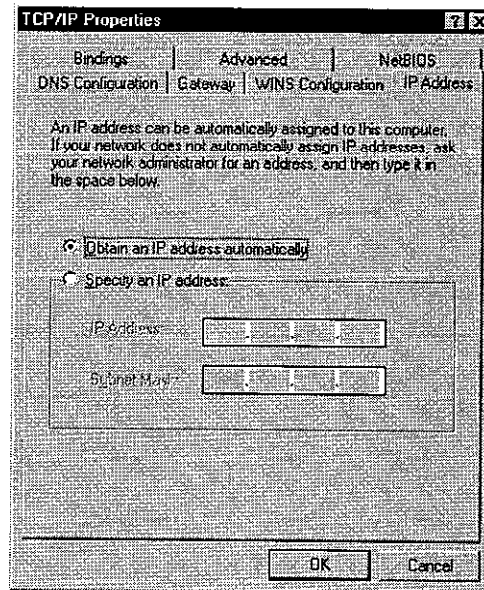 TCP/IP Properties
Bindings Advanced NetBIOS
DNS Configuration Gateway WINS Configuration IP Address
An IP address can be automatically assigned to this computer.
If your network does not automatically assign IP addresses, ask
your network administrator for an address, and then type it in
the space below.
Obtain an IP address automatically
Specify an IP address:
IP Address:
Subnet Mask:
OK Cancel